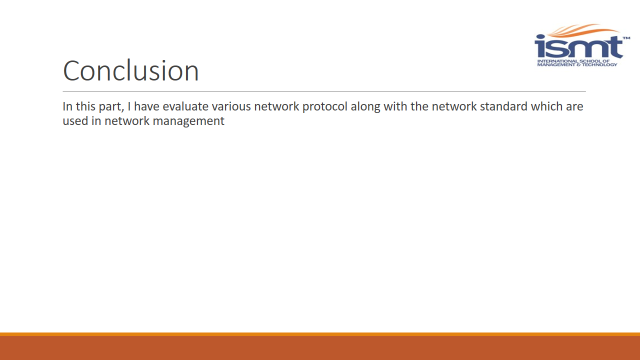 ismt™
INTERNATIONAL SCHOOL OF
MANAGEMENT & TECHNOLOGY
Conclusion
In this part, I have evaluate various network protocol along with the network standard which are
used in network management